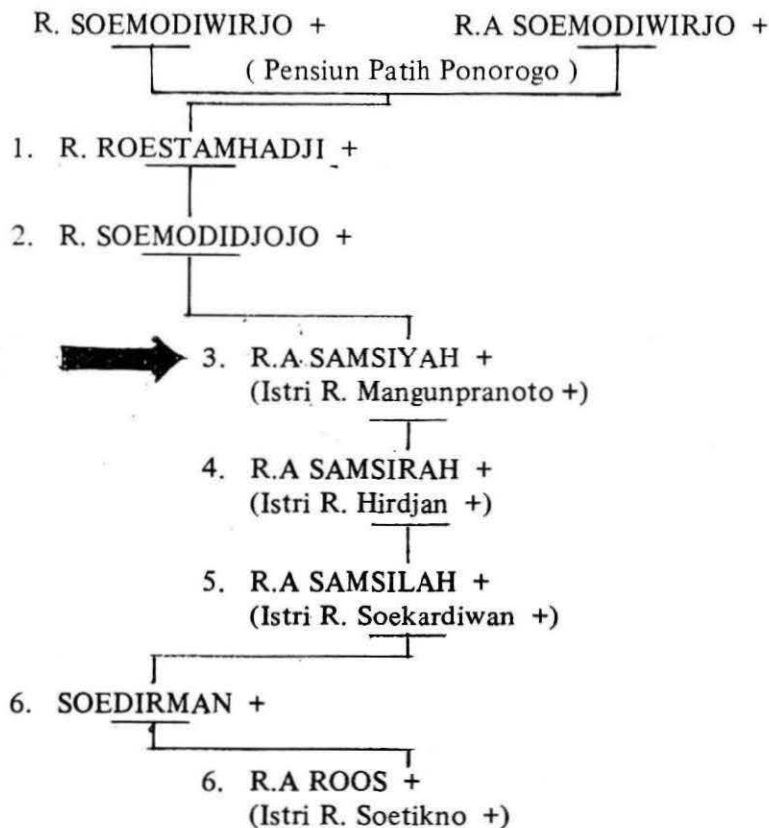 R. SOEMODIWIRJO + R.A SOEMODIWIRJO +
( Pensiun Patih Ponorogo )
1. R. ROESTAMHADJI +
2. R. SOEMODIDJOJO +
3. R.A SAMSIYAH +
(Istri R. Mangunpranoto +)
4. R.A SAMSIRAH +
(Istri R. Hirdjan +)
5. R.A SAMSILAH +
(Istri R. Soekardiwan +)
6. SOEDIRMAN +
6. R.A ROOS +
(Istri R. Soetikno +)